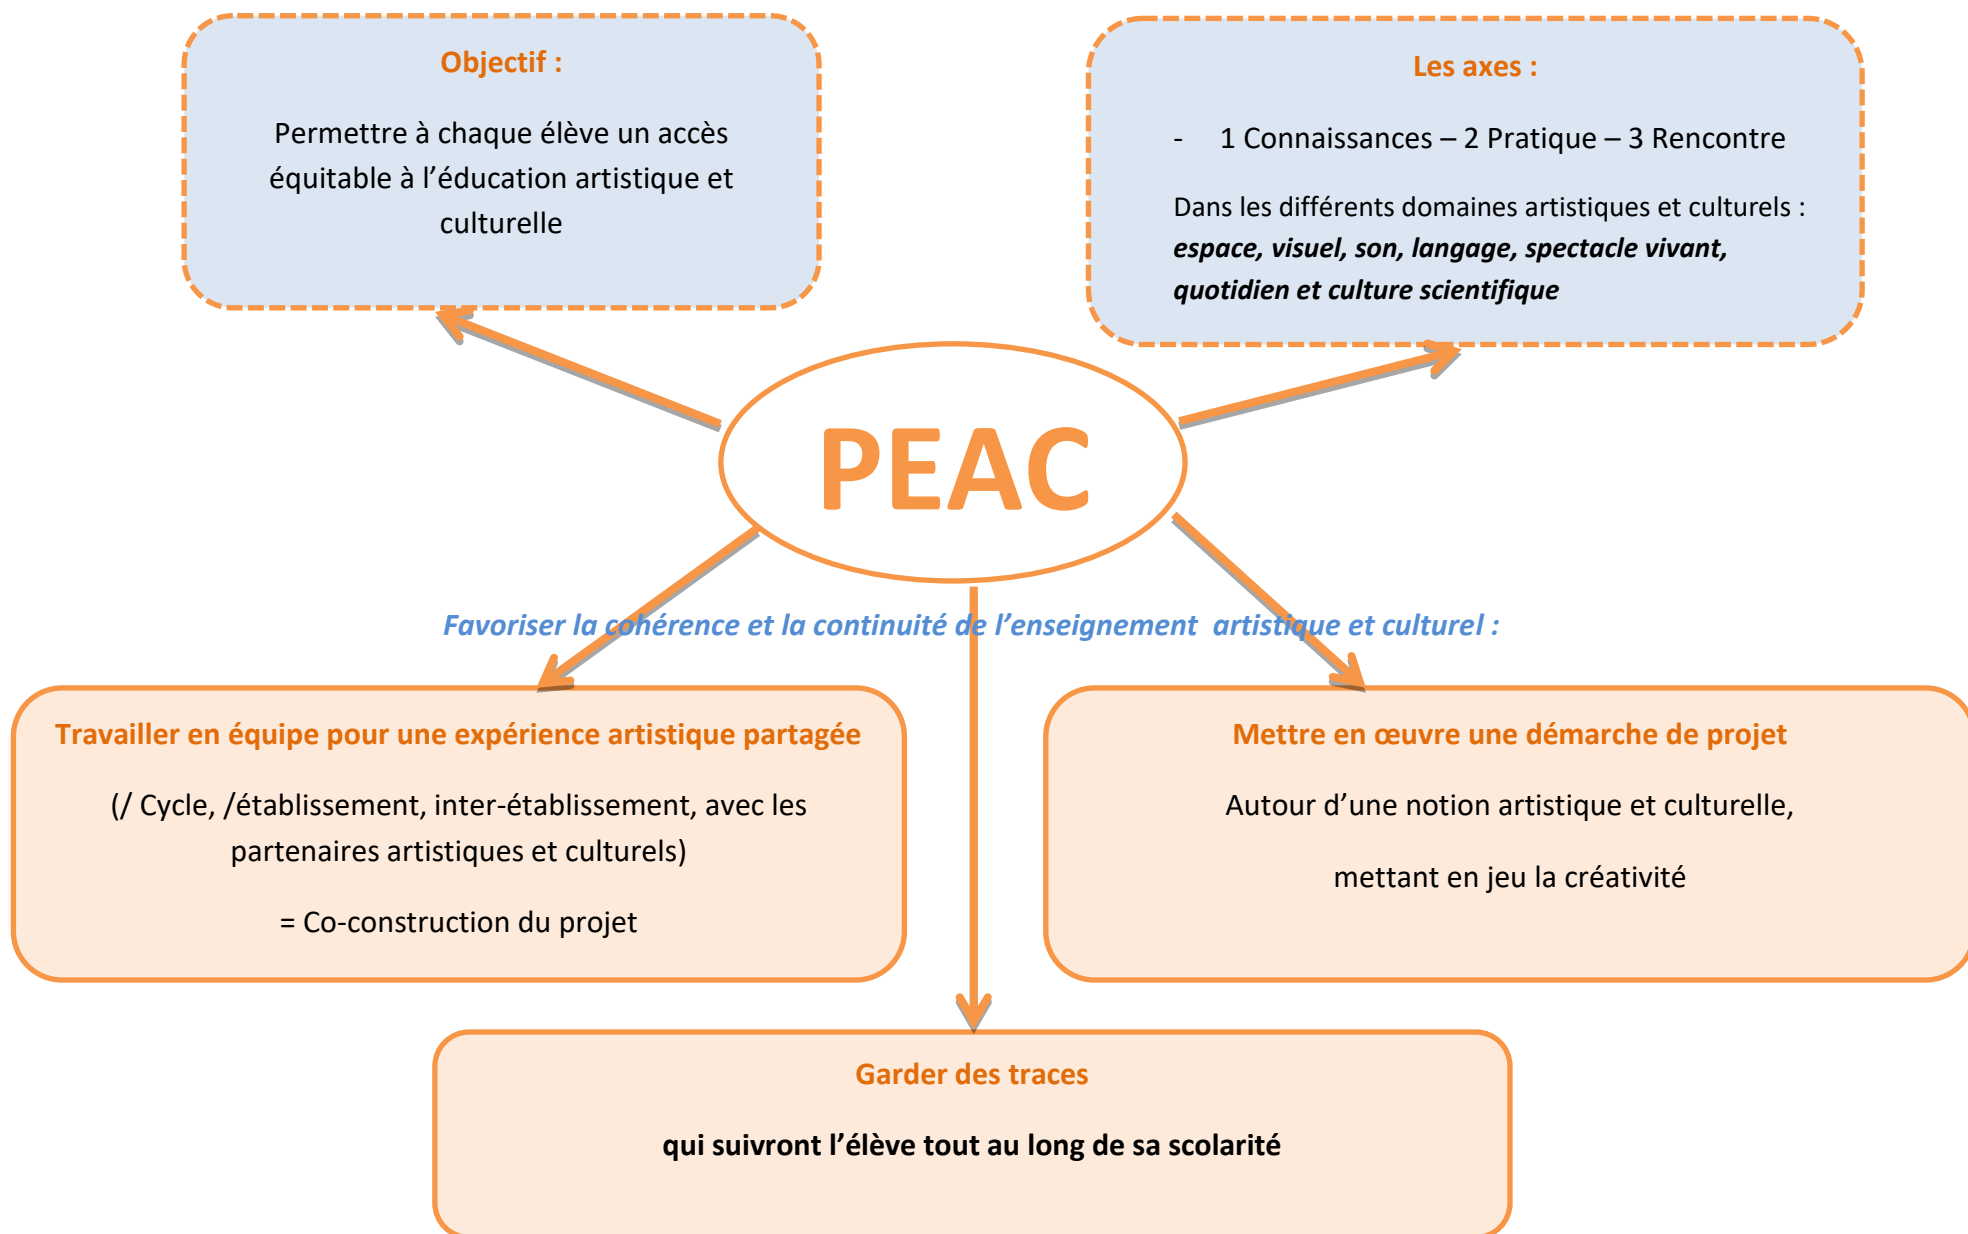 Objectif :
Permettre à chaque élève un accès
équitable à l’éducation artistique et
culturelle
Les axes :
- 1 Connaissances – 2 Pratique – 3 Rencontre
Dans les différents domaines artistiques et culturels :
espace, visuel, son, langage, spectacle vivant,
quotidien et culture scientifique
PEAC
Favoriser la cohérence et la continuité de l’enseignement artistique et culturel :
Travailler en équipe pour une expérience artistique partagée
(/ Cycle, /établissement, inter-établissement, avec les
partenaires artistiques et culturels)
= Co-construction du projet
Mettre en œuvre une démarche de projet
Autour d’une notion artistique et culturelle,
mettant en jeu la créativité
Garder des traces
qui suivront l’élève tout au long de sa scolarité